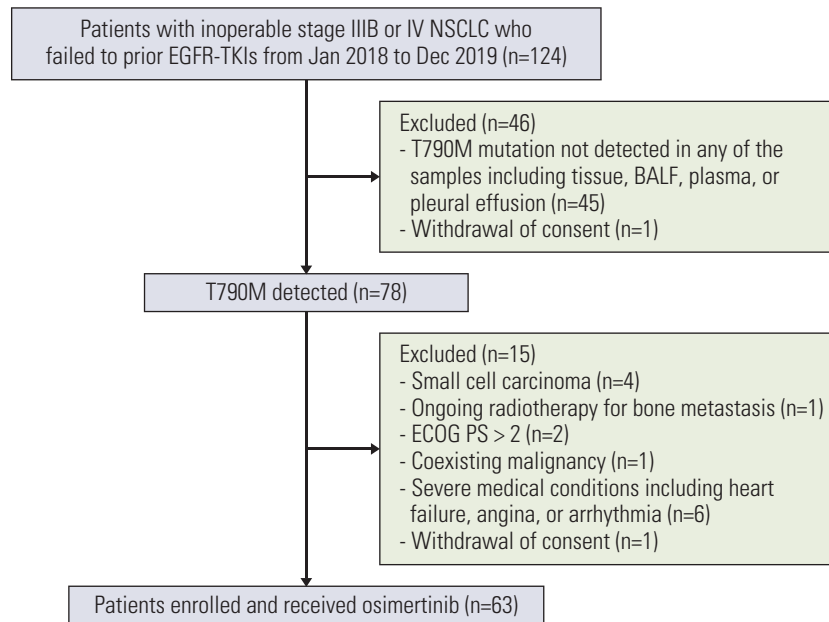 Patients with inoperable stage IIIB or IV NSCLC who
failed to prior EGFR-TKIs from Jan 2018 to Dec 2019 (n=124)
Excluded (n=46)
- T790M mutation not detected in any of the
samples including tissue, BALF, plasma, or
pleural effusion (n=45)
- Withdrawal of consent (n=1)
T790M detected (n=78)
Excluded (n=15)
- Small cell carcinoma (n=4)
- Ongoing radiotherapy for bone metastasis (n=1)
- ECOG PS > 2 (n=2)
- Coexisting malignancy (n=1)
- Severe medical conditions including heart
failure, angina, or arrhythmia (n=6)
- Withdrawal of consent (n=1)
Patients enrolled and received osimertinib (n=63)